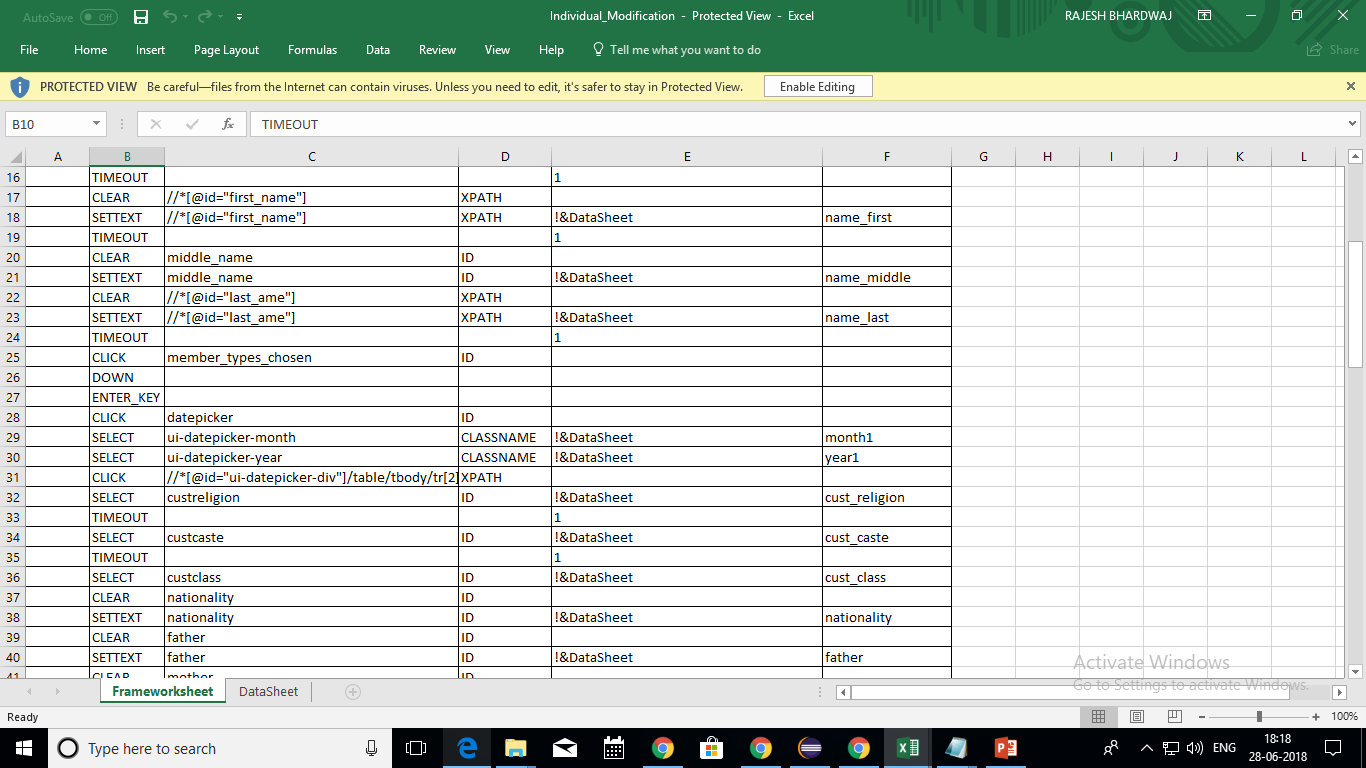 AutoSave Off Individual_Modification - Protected View - Excel RAJESH BHARDWAJ
File Home Insert Page Layout Formulas Data Review View Help Tell me what you want to do Share
PROTECTED VIEW Be careful—files from the Internet can contain viruses. Unless you need to edit, it's safer to stay in Protected View. Enable Editing
B10 fx TIMEOUT
A B C D E F G H I J K L
16 TIMEOUT 1
17 CLEAR //*[@id="first_name"] XPATH
18 SETTEXT //*[@id="first_name"] XPATH !&DataSheet name_first
19 TIMEOUT 1
20 CLEAR middle_name ID
21 SETTEXT middle_name ID !&DataSheet name_middle
22 CLEAR //*[@id="last_ame"] XPATH
23 SETTEXT //*[@id="last_ame"] XPATH !&DataSheet name_last
24 TIMEOUT 1
25 CLICK member_types_chosen ID
26 DOWN
27 ENTER_KEY
28 CLICK datepicker ID
29 SELECT ui-datepicker-month CLASSNAME !&DataSheet month1
30 SELECT ui-datepicker-year CLASSNAME !&DataSheet year1
31 CLICK //*[@id="ui-datepicker-div"]/table/tbody/tr[2] XPATH
32 SELECT custreligion ID !&DataSheet cust_religion
33 TIMEOUT 1
34 SELECT custcaste ID !&DataSheet cust_caste
35 TIMEOUT 1
36 SELECT custclass ID !&DataSheet cust_class
37 CLEAR nationality ID
38 SETTEXT nationality ID !&DataSheet nationality
39 CLEAR father ID
40 SETTEXT father ID !&DataSheet father
41 CLEAR mother ID
Activate Windows
Go to Settings to activate Windows.
Frameworksheet DataSheet
Ready 100%
Type here to search ENG 18:18
28-06-2018